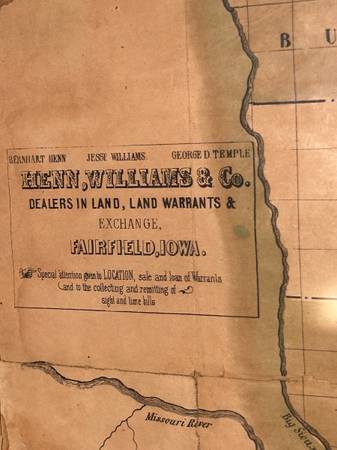 B U
BERNHART HENN JESSE WILLIAMS GEORGE D TEMPLE
HENN, WILLIAMS & Co.
DEALERS IN LAND, LAND WARRANTS &
EXCHANGE,
FAIRFIELD, IOWA.
Special attention given to LOCATION, sale and loan of Warrants
and to the collecting and remitting of
sight and time bills
Missouri River
Big Sioux